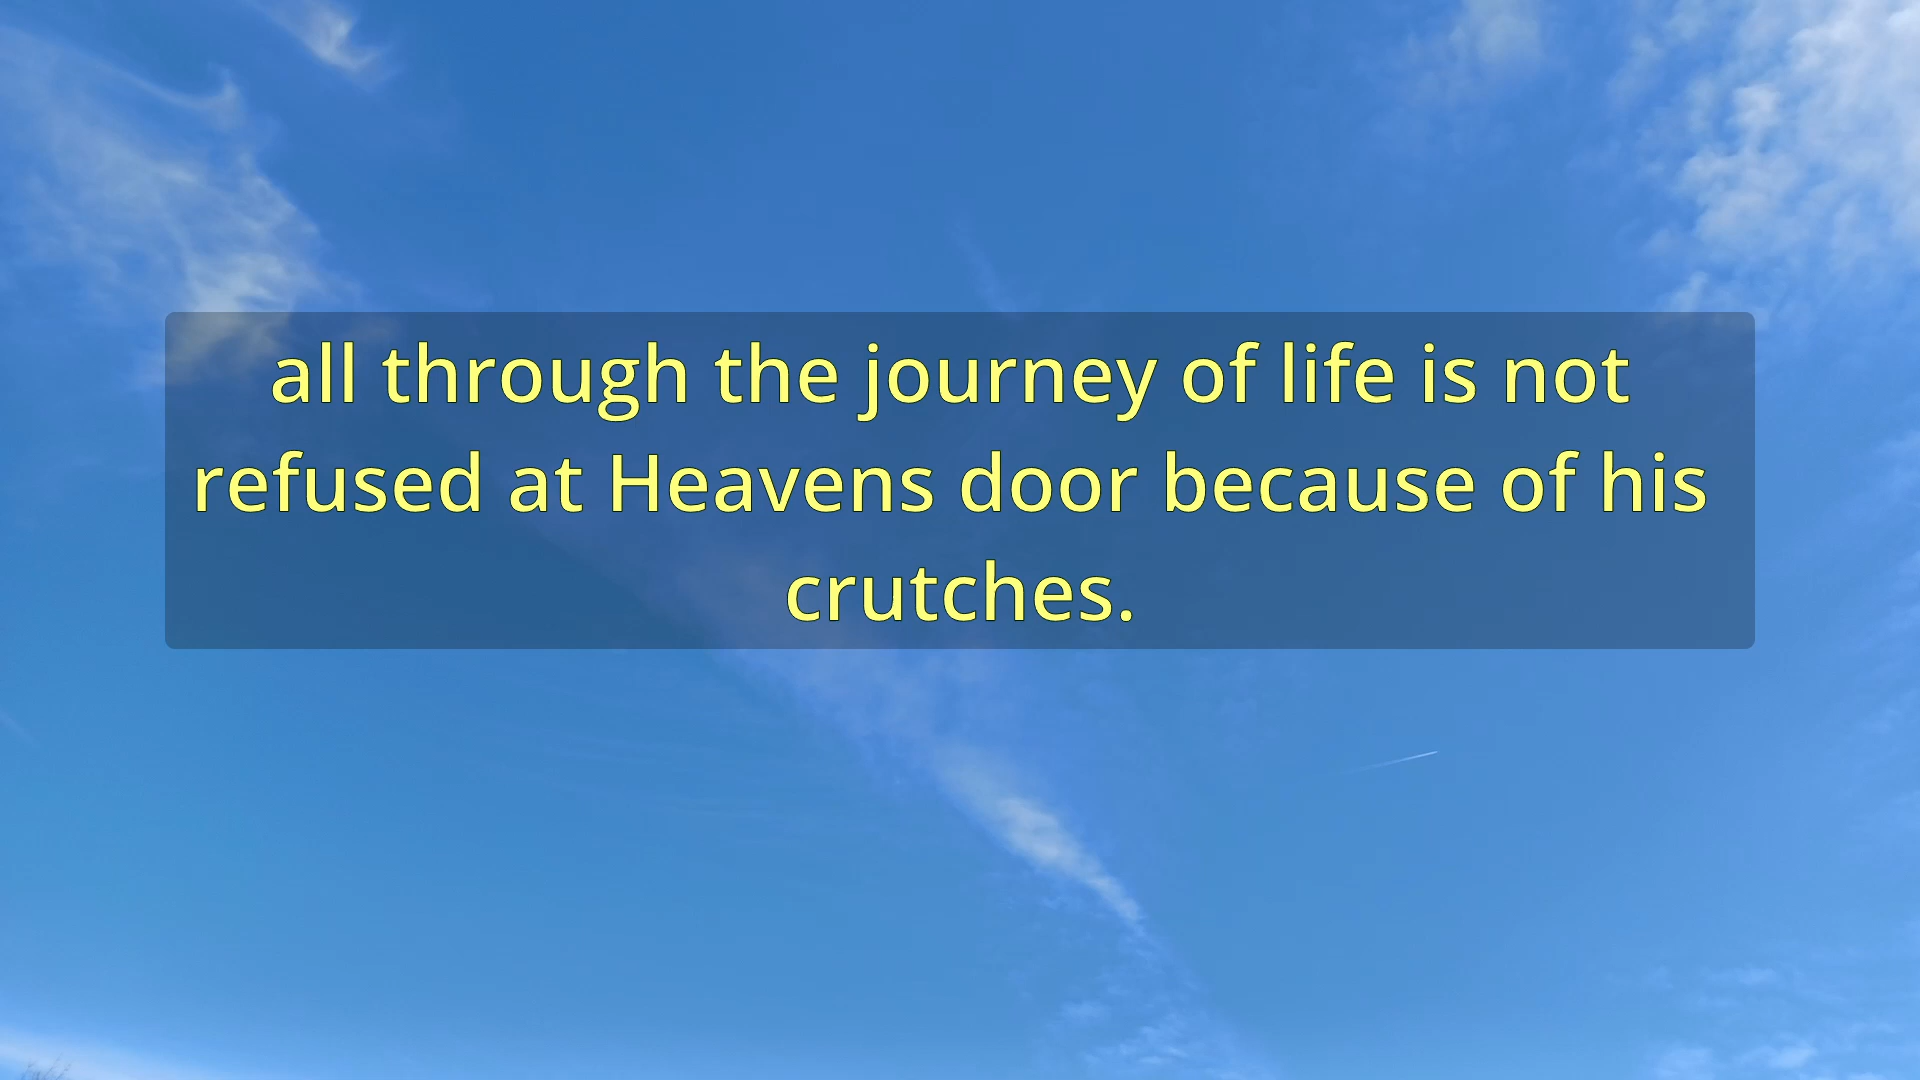 all through the journey of life is not
refused at Heavens door because of his
crutches.